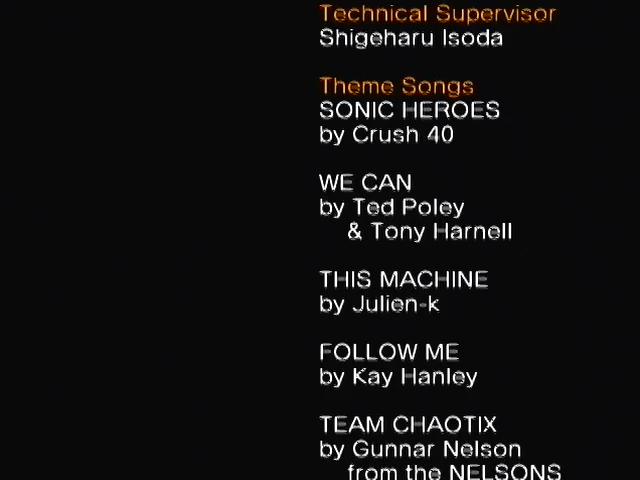 Technical Supervisor
Shigeharu Isoda
Theme Songs
SONIC HEROES
by Crush 40
WE CAN
by Ted Poley
& Tony Harnell
THIS MACHINE
by Julien-k
FOLLOW ME
by Kay Hanley
TEAM CHAOTIX
by Gunnar Nelson
from the NELSONS